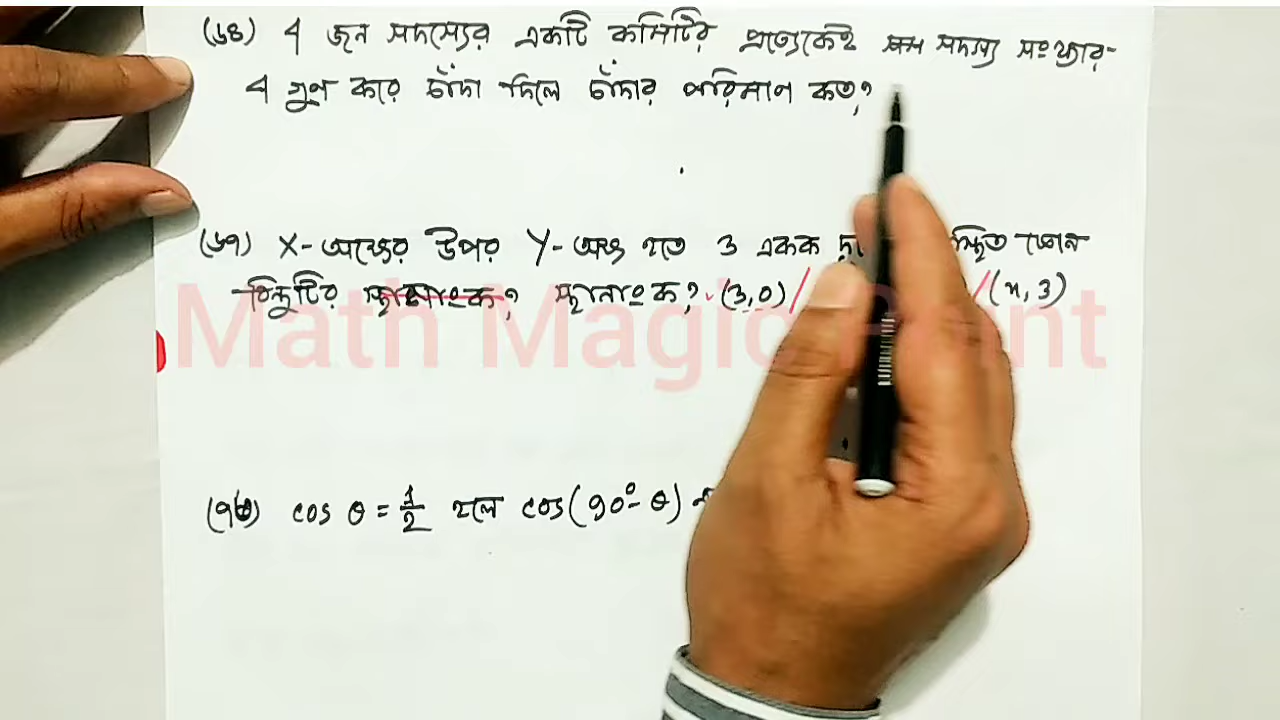 (৬৪) 4 জন সদস্যের একটি কমিটির প্রত্যেকেই সদস্য সংখ্যার-
4 গুণ করে চাঁদা দিলে চাঁদার পরিমাণ কত?
(৬৭) X-অক্ষের উপর Y-অক্ষ হতে 3 একক কোন
বিন্দুটির স্থানাংক? স্থানাংক? (3,0) / / (x, 3)
Math Magic
cos θ = 1/2 হলে cos(90°- θ)